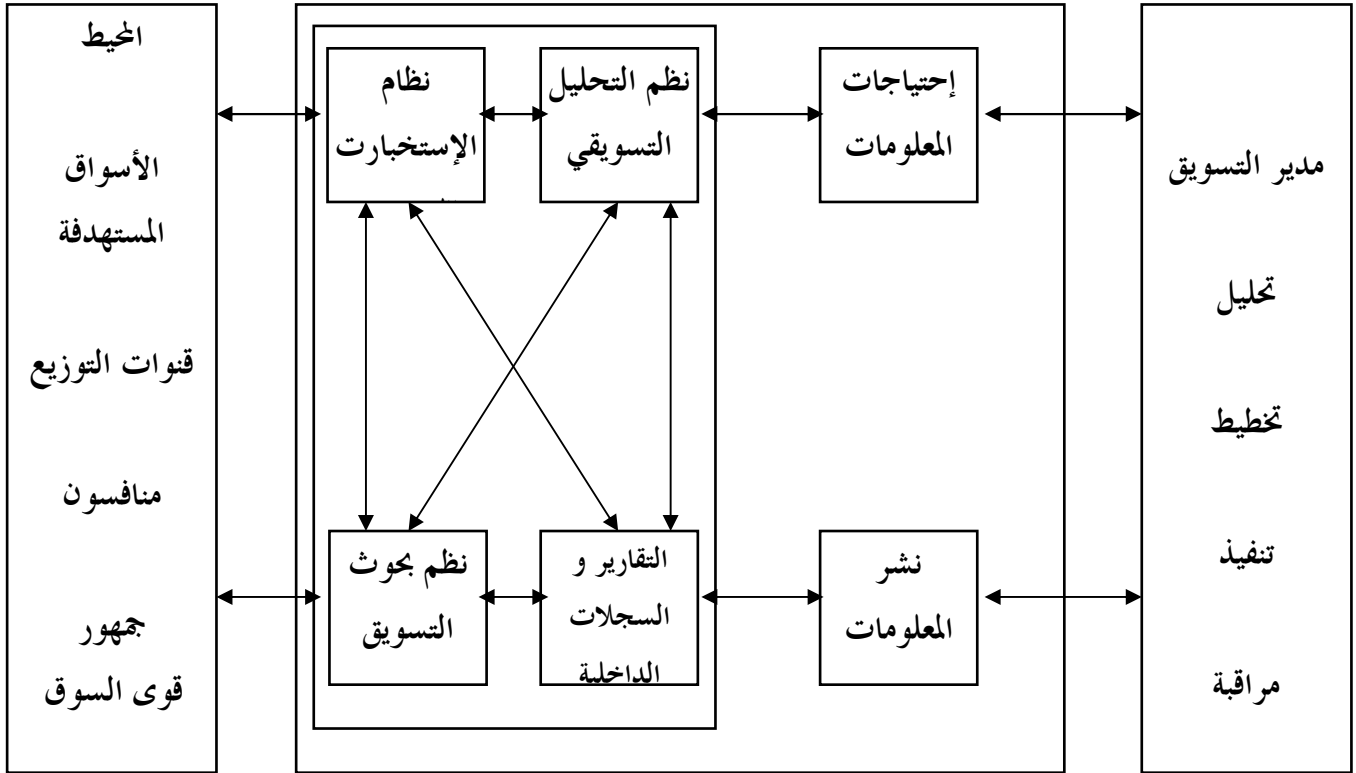 المحيط
الأسواق
المستهدفة
قنوات التوزيع
منافسون
جمهور
قوى السوق
نظام
الإستخبارت
نظم التحليل
التسويقي
إحتياجات
المعلومات
نظم بحوث
التسويق
التقارير و
السجلات
الداخلية
نشر
المعلومات
مدير التسويق
تحليل
تخطيط
تنفيذ
مراقبة